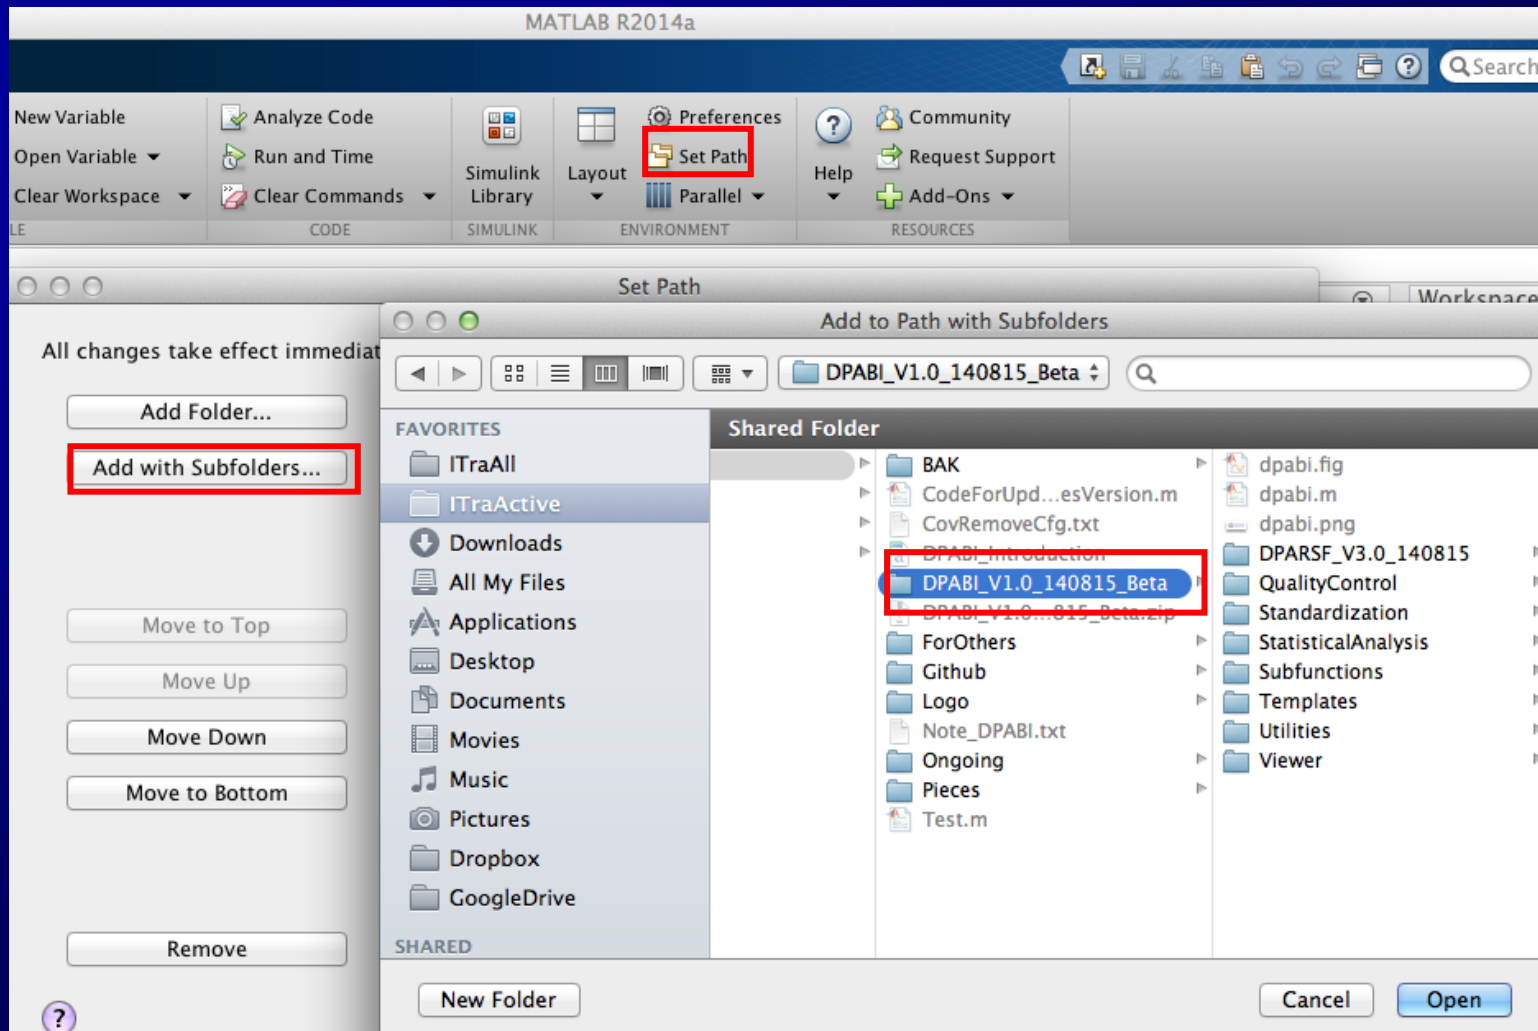 MATLAB R2014a
Search
New Variable
Open Variable
Clear Workspace
LE
Analyze Code
Run and Time
Clear Commands
CODE
Simulink
Library
SIMULINK
Layout
Preferences
Set Path
Parallel
ENVIRONMENT
?
Help
Community
Request Support
Add-Ons
RESOURCES
Set Path
Workspace
All changes take effect immediat
Add Folder...
Add with Subfolders...
Move to Top
Move Up
Move Down
Move to Bottom
Remove
?
Add to Path with Subfolders
DPABI_V1.0_140815_Beta
FAVORITES
ITraAll
ITraActive
Downloads
All My Files
Applications
Desktop
Documents
Movies
Music
Pictures
Dropbox
GoogleDrive
SHARED
Shared Folder
BAK
CodeForUpd...esVersion.m
CovRemoveCfg.txt
DPABI_Introduction
DPABI_V1.0_140815_Beta
DPABI_V1.0...815_Beta.zip
ForOthers
Github
Logo
Note_DPABI.txt
Ongoing
Pieces
Test.m
dpabi.fig
dpabi.m
dpabi.png
DPARSF_V3.0_140815
QualityControl
Standardization
StatisticalAnalysis
Subfunctions
Templates
Utilities
Viewer
New Folder
Cancel
Open